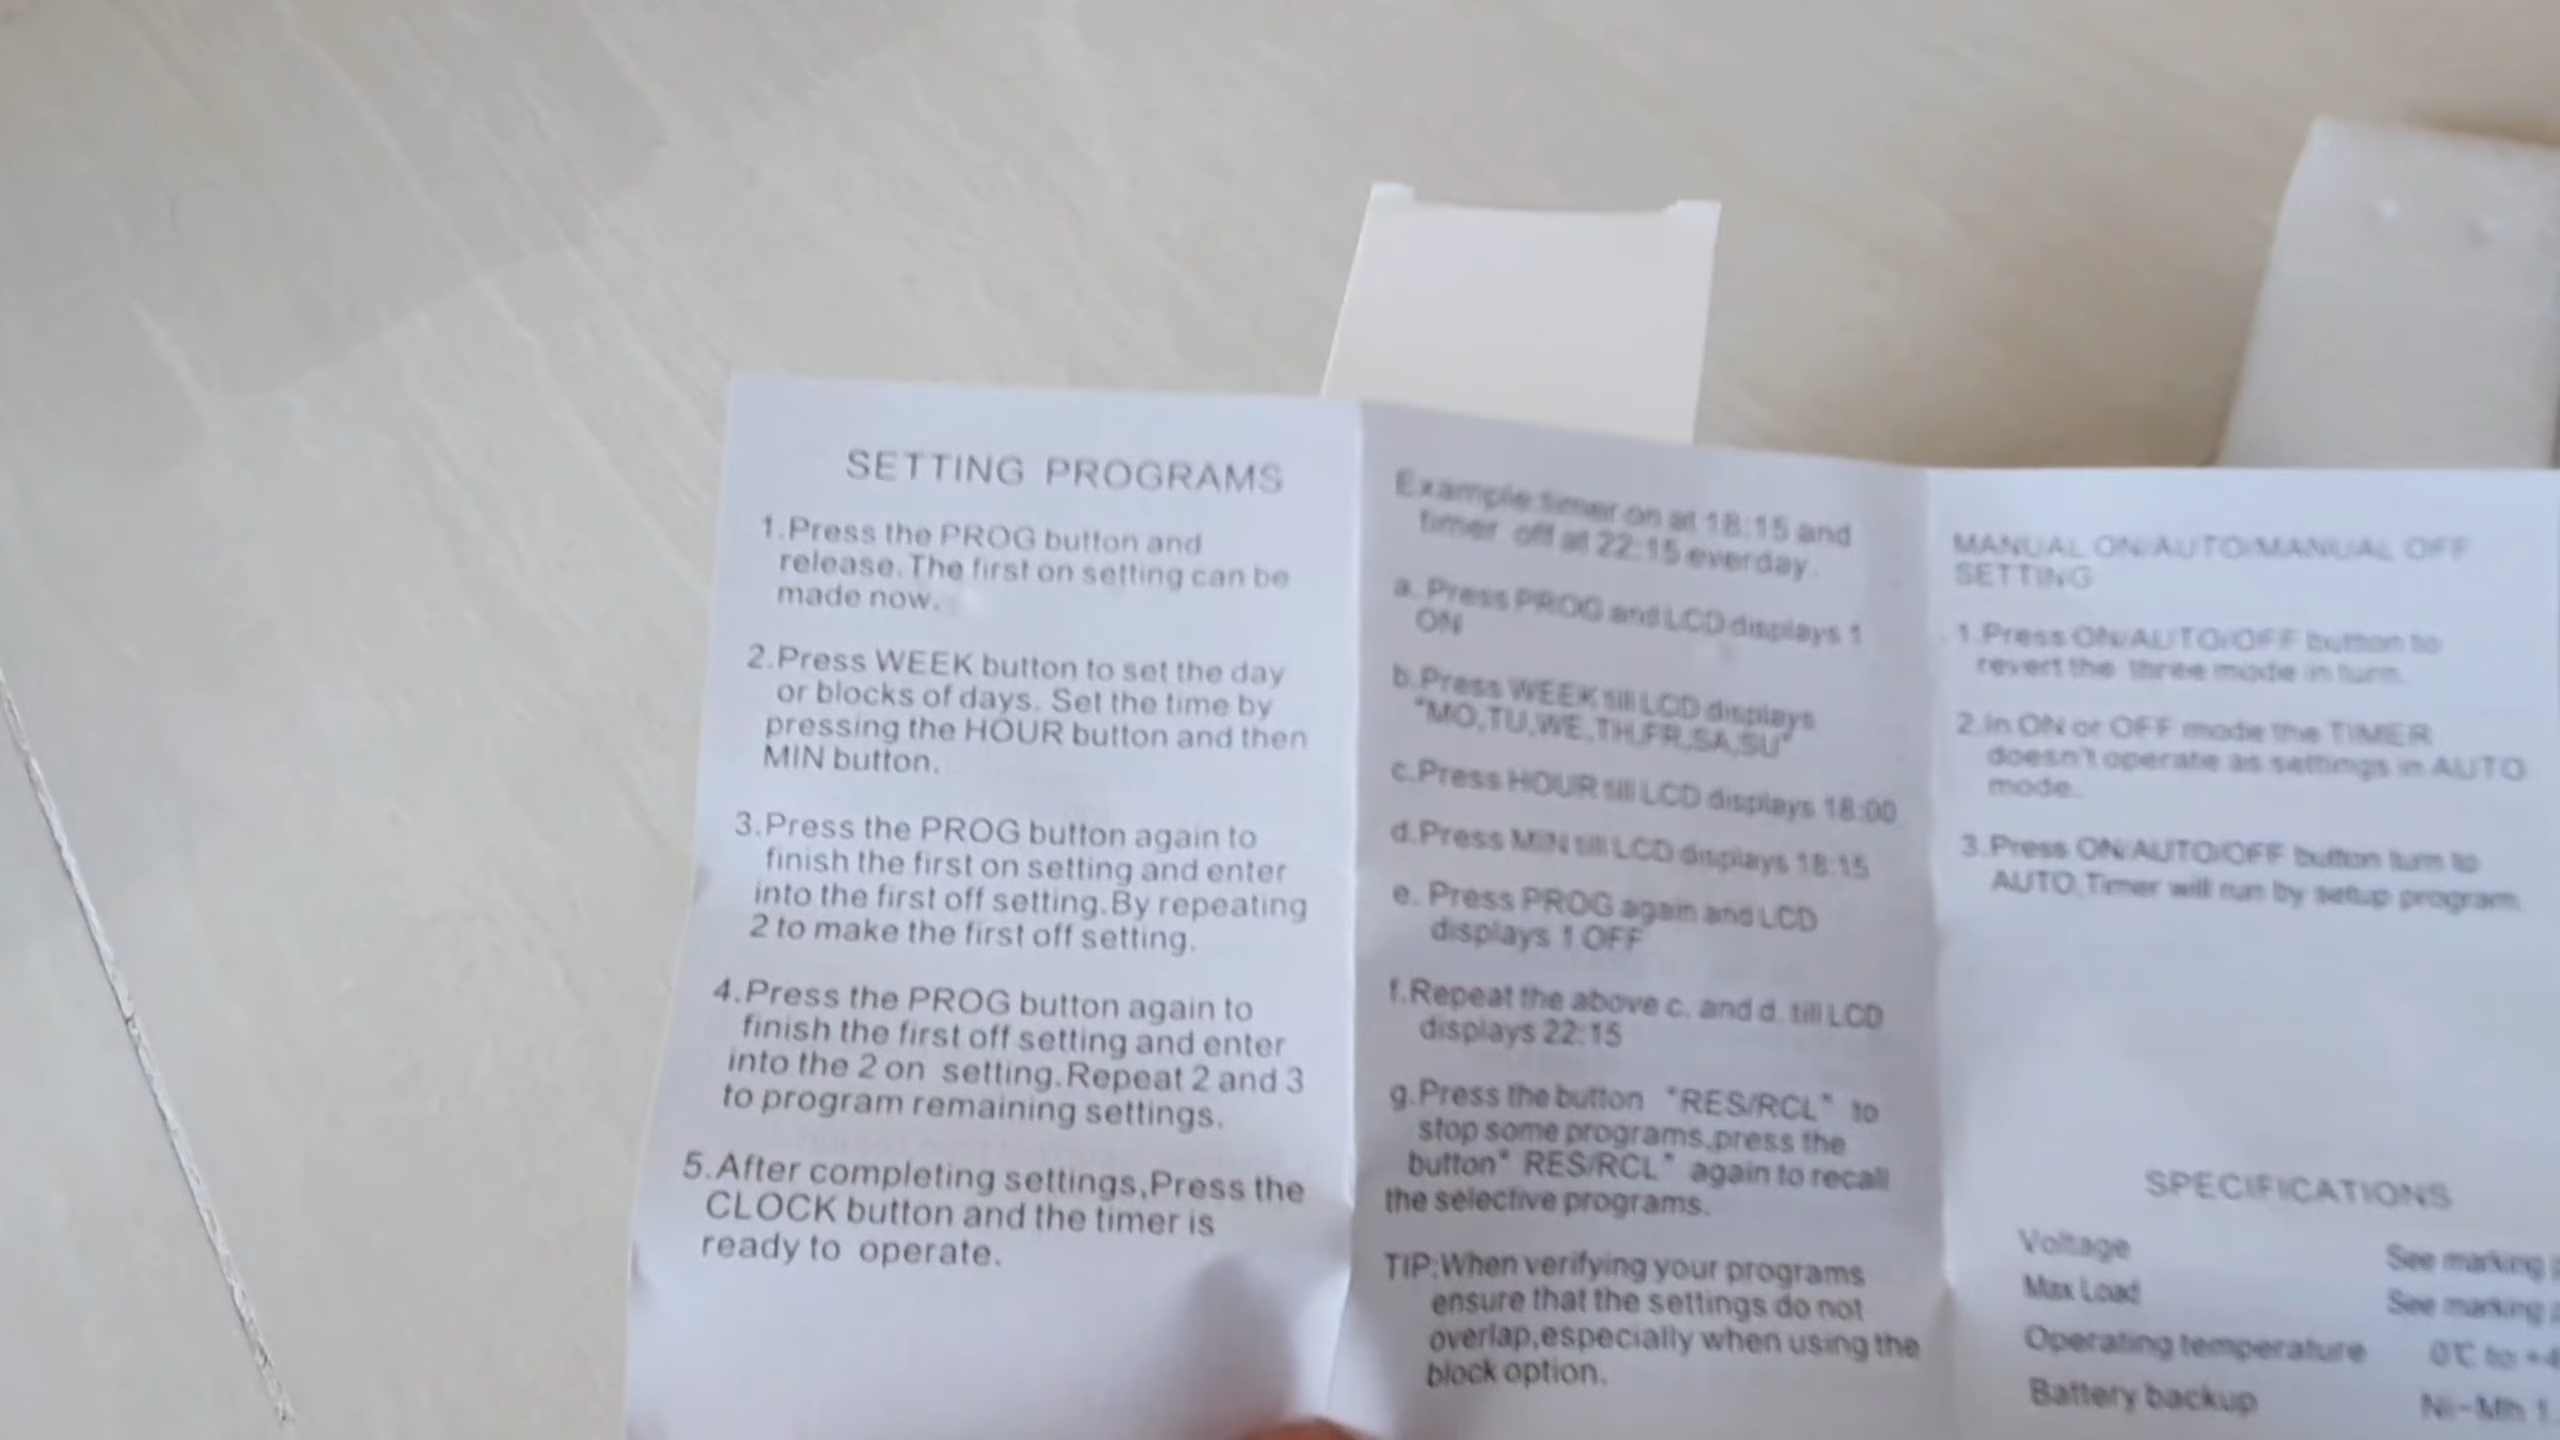 SETTING PROGRAMS
1.Press the PROG button and
release.The first on setting can be
made now.
2.Press WEEK button to set the day
or blocks of days. Set the time by
pressing the HOUR button and then
MIN button.
3.Press the PROG button again to
finish the first on setting and enter
into the first off setting.By repeating
2 to make the first off setting.
4.Press the PROG button again to
finish the first off setting and enter
into the 2 on setting.Repeat 2 and 3
to program remaining settings.
5.After completing settings,Press the
CLOCK button and the timer is
ready to operate.
Example:timer on at 18:15 and
timer off at 22:15 everday.
a. Press PROG and LCD displays 1
ON
b.Press WEEK till LCD displays
"MO,TU,WE,TH,FR,SA,SU"
c.Press HOUR till LCD displays 18:00
d.Press MIN till LCD displays 18:15
e. Press PROG again and LCD
displays 1 OFF
f.Repeat the above c. and d. till LCD
displays 22:15
g.Press the button "RES/RCL" to
stop some programs,press the
button" RES/RCL" again to recall
the selective programs.
TIP:When verifying your programs
ensure that the settings do not
overlap,especially when using the
block option.
MANUAL ON/AUTO/MANUAL OFF
SETTING
1.Press ON/AUTO/OFF button to
revert the three mode in turn.
2.In ON or OFF mode the TIMER
doesn't operate as settings in AUTO
mode.
3.Press ON/AUTO/OFF button turn to
AUTO,Timer will run by setup program.
SPECIFICATIONS
Voltage See marking
Max Load See marking
Operating temperature 0℃ to +4
Battery backup Ni-Mh 1.